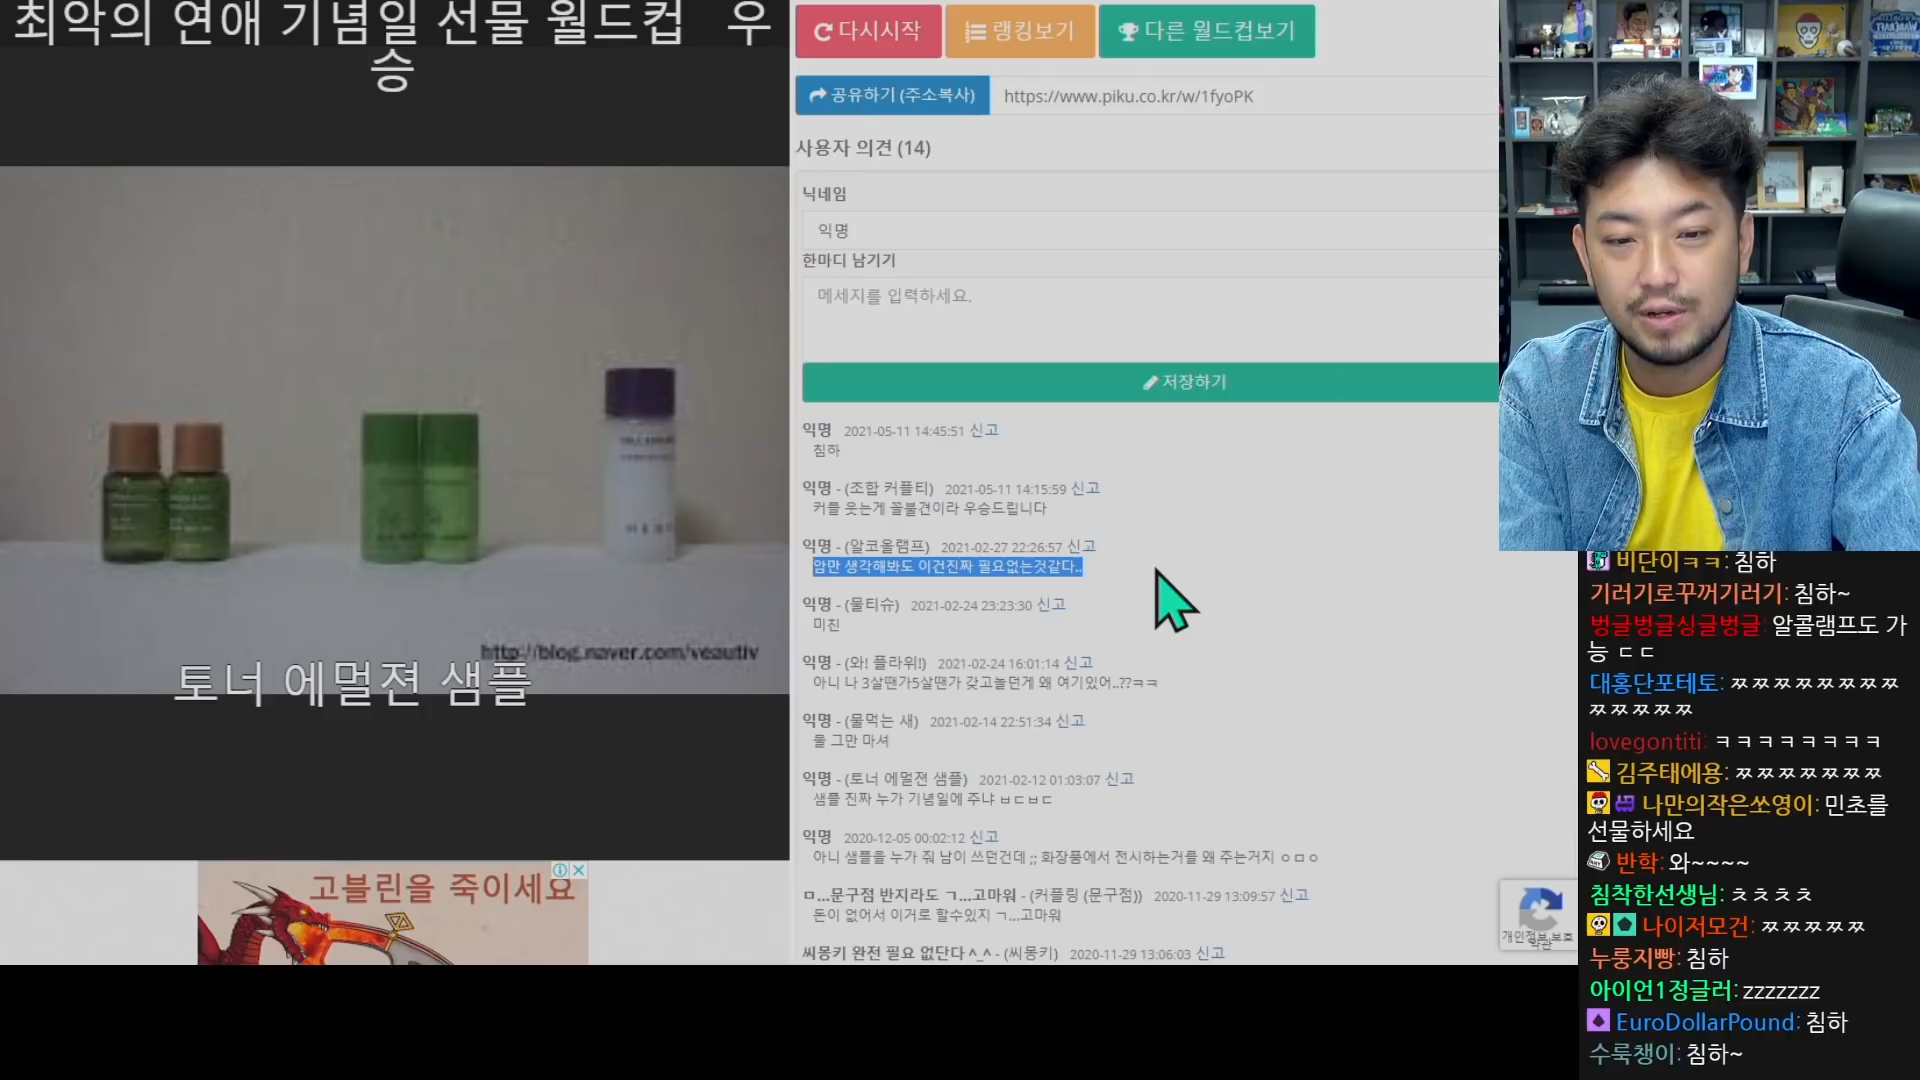 최악의 연애 기념일 선물 월드컵 우
승
http://blog.naver.com/veautiv
토너 에멀젼 샘플
고블린을 죽이세요
다시시작
랭킹보기
다른 월드컵보기
공유하기 (주소복사)
https://www.piku.co.kr/w/1fyoPK
사용자 의견 (14)
닉네임
익명
한마디 남기기
메세지를 입력하세요.
저장하기
익명 2021-05-11 14:45:51 신고
침하
익명 - (조합 커플티) 2021-05-11 14:15:59 신고
커플 웃는게 꼴불견이라 우승드립니다
익명 - (알코올램프) 2021-02-27 22:26:57 신고
암만 생각해봐도 이건진짜 필요없는것같다..
익명 - (물티슈) 2021-02-24 23:23:30 신고
미친
익명 - (와! 플라워!) 2021-02-24 16:01:14 신고
아니 나 3살땐가5살땐가 갖고놀던게 왜 여기있어..??ㅋㅋ
익명 - (물먹는 새) 2021-02-14 22:51:34 신고
물 그만 마셔
익명 - (토너 에멀젼 샘플) 2021-02-12 01:03:07 신고
샘플 진짜 누가 기념일에 주냐 ㅂㄷㅂㄷ
익명 2020-12-05 00:02:12 신고
아니 샘플을 누가 줘 남이 쓰던건데 ;; 화장품에서 전시하는거를 왜 주는거지 ㅇㅁㅇ
ㅁ...문구점 반지라도 ㄱ...고마워 - (커플링 (문구점)) 2020-11-29 13:09:57 신고
돈이 없어서 이거로 할수있지 ㄱ...고마워
씨몽키 완전 필요 없단다^_^ - (씨몽키) 2020-11-29 13:06:03 신고
개인정보 보호
약관
비단이ㅋㅋ: 침하
기러기로꾸꺼기러기: 침하~
벙글벙글싱글벙글: 알콜램프도 가
능 ㄷㄷ
대홍단포테토: ㅉㅉㅉㅉㅉㅉㅉㅉ
ㅉㅉㅉㅉㅉ
lovegontiti: ㅋㅋㅋㅋㅋㅋㅋㅋ
김주태에용: ㅉㅉㅉㅉㅉㅉㅉ
나만의작은쏘영이: 민초를
선물하세요
반학: 와~~~~
침착한선생님: ㅊㅊㅊㅊ
나이저모건: ㅉㅉㅉㅉㅉ
누룽지빵: 침하
아이언1정글러: zzzzzzz
EuroDollarPound: 침하
수룩챙이: 침하~